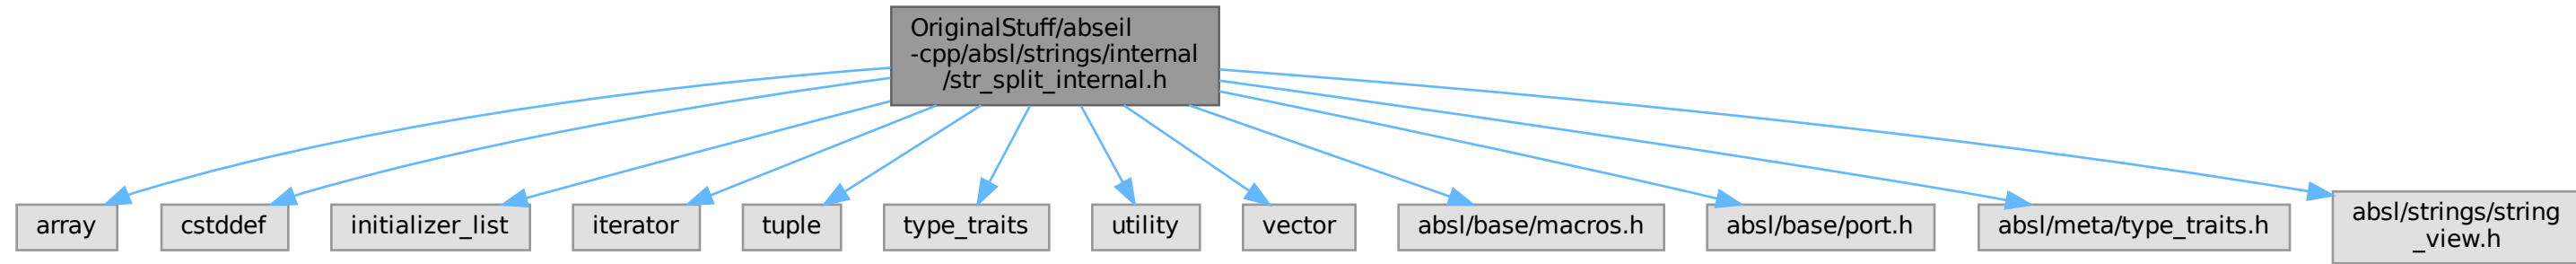 OriginalStuff/abseil
-cpp/absl/strings/internal
/str_split_internal.h
array
cstddef
initializer_list
iterator
tuple
type_traits
utility
vector
absl/base/macros.h
absl/base/port.h
absl/meta/type_traits.h
absl/strings/string
_view.h